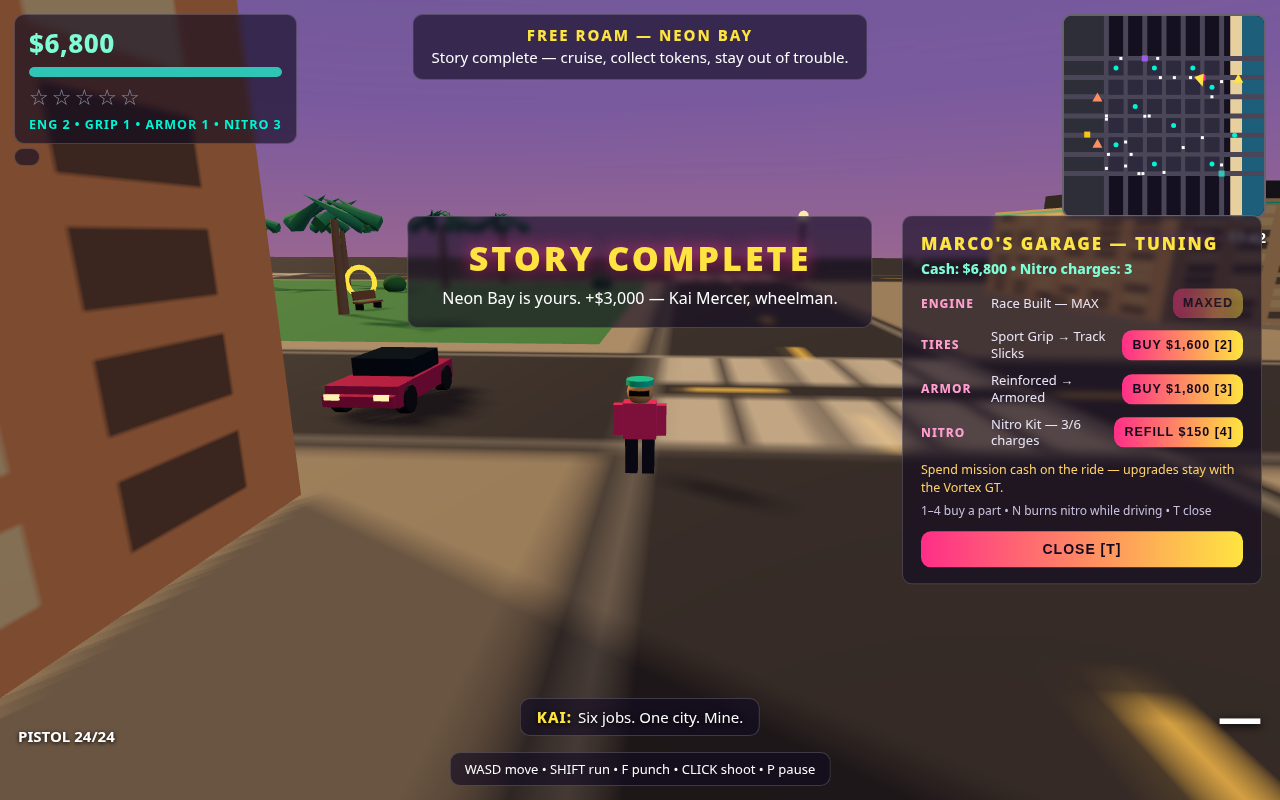 $6,800
☆☆☆☆☆
ENG 2 • GRIP 1 • ARMOR 1 • NITRO 3
FREE ROAM — NEON BAY
Story complete — cruise, collect tokens, stay out of trouble.
STORY COMPLETE
Neon Bay is yours. +$3,000 — Kai Mercer, wheelman.
MARCO'S GARAGE — TUNING
Cash: $6,800 • Nitro charges: 3
ENGINE Race Built — MAX MAXED
TIRES Sport Grip → Track Slicks BUY $1,600 [2]
ARMOR Reinforced → Armored BUY $1,800 [3]
NITRO Nitro Kit — 3/6 charges REFILL $150 [4]
Spend mission cash on the ride — upgrades stay with
the Vortex GT.
1–4 buy a part • N burns nitro while driving • T close
CLOSE [T]
KAI: Six jobs. One city. Mine.
PISTOL 24/24
WASD move • SHIFT run • F punch • CLICK shoot • P pause